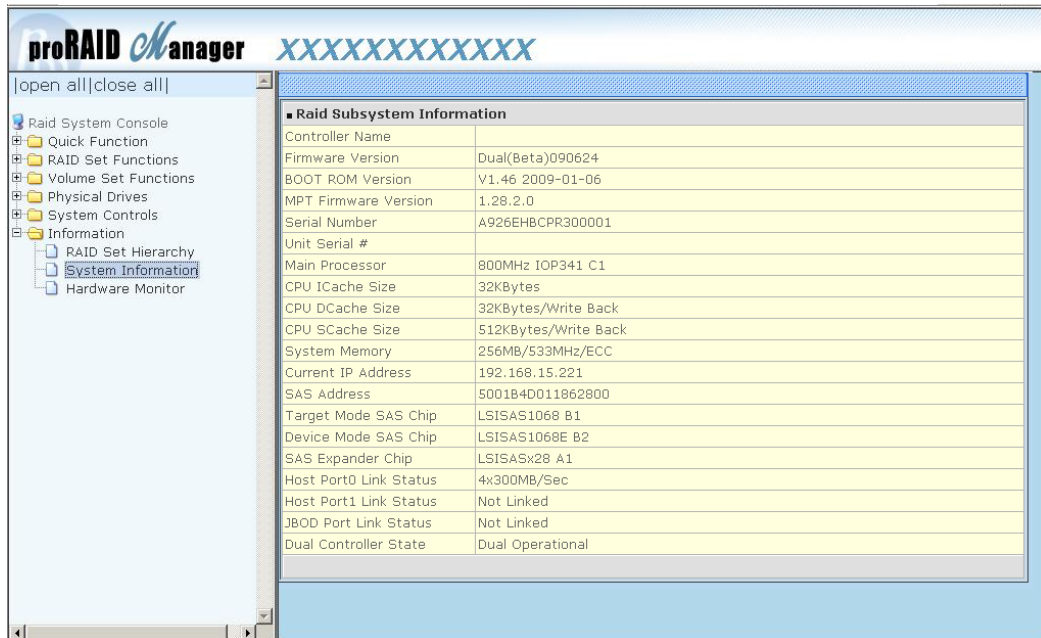 proRAID Manager XXXXXXXXXXXX
|open all|close all|
Raid System Console
Quick Function
RAID Set Functions
Volume Set Functions
Physical Drives
System Controls
Information
RAID Set Hierarchy
System Information
Hardware Monitor
Raid Subsystem Information
Controller Name
Firmware Version Dual(Beta)090624
BOOT ROM Version V1.46 2009-01-06
MPT Firmware Version 1.28.2.0
Serial Number A926EHBCPR300001
Unit Serial #
Main Processor 800MHz IOP341 C1
CPU ICache Size 32KBytes
CPU DCache Size 32KBytes/Write Back
CPU SCache Size 512KBytes/Write Back
System Memory 256MB/533MHz/ECC
Current IP Address 192.168.15.221
SAS Address 5001B4D011862800
Target Mode SAS Chip LSISAS1068 B1
Device Mode SAS Chip LSISAS1068E B2
SAS Expander Chip LSISASx28 A1
Host Port0 Link Status 4x300MB/Sec
Host Port1 Link Status Not Linked
JBOD Port Link Status Not Linked
Dual Controller State Dual Operational